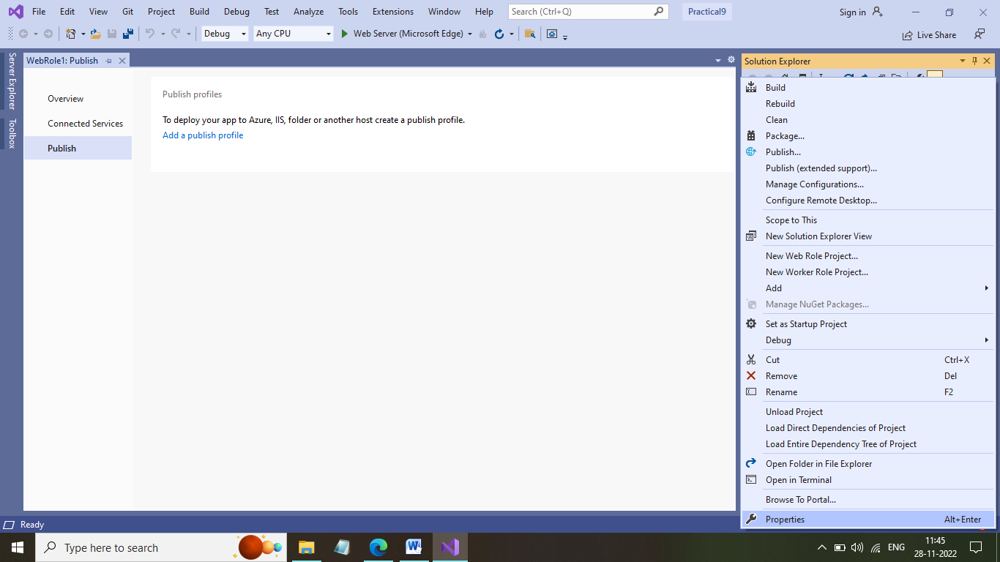 File Edit View Git Project Build Debug Test Analyze Tools Extensions Window Help Search (Ctrl+Q) Practical9 Sign in
Debug Any CPU Web Server (Microsoft Edge) Live Share
Server Explorer
Toolbox
WebRole1: Publish
Overview
Connected Services
Publish
Publish profiles
To deploy your app to Azure, IIS, folder or another host create a publish profile.
Add a publish profile
Solution Explorer
Build
Rebuild
Clean
Package...
Publish...
Publish (extended support)...
Manage Configurations...
Configure Remote Desktop...
Scope to This
New Solution Explorer View
New Web Role Project...
New Worker Role Project...
Add
Manage NuGet Packages...
Set as Startup Project
Debug
Cut Ctrl+X
Remove Del
Rename F2
Unload Project
Load Direct Dependencies of Project
Load Entire Dependency Tree of Project
Open Folder in File Explorer
Open in Terminal
Browse To Portal...
Properties Alt+Enter
Ready
Type here to search
ENG
11:45
28-11-2022